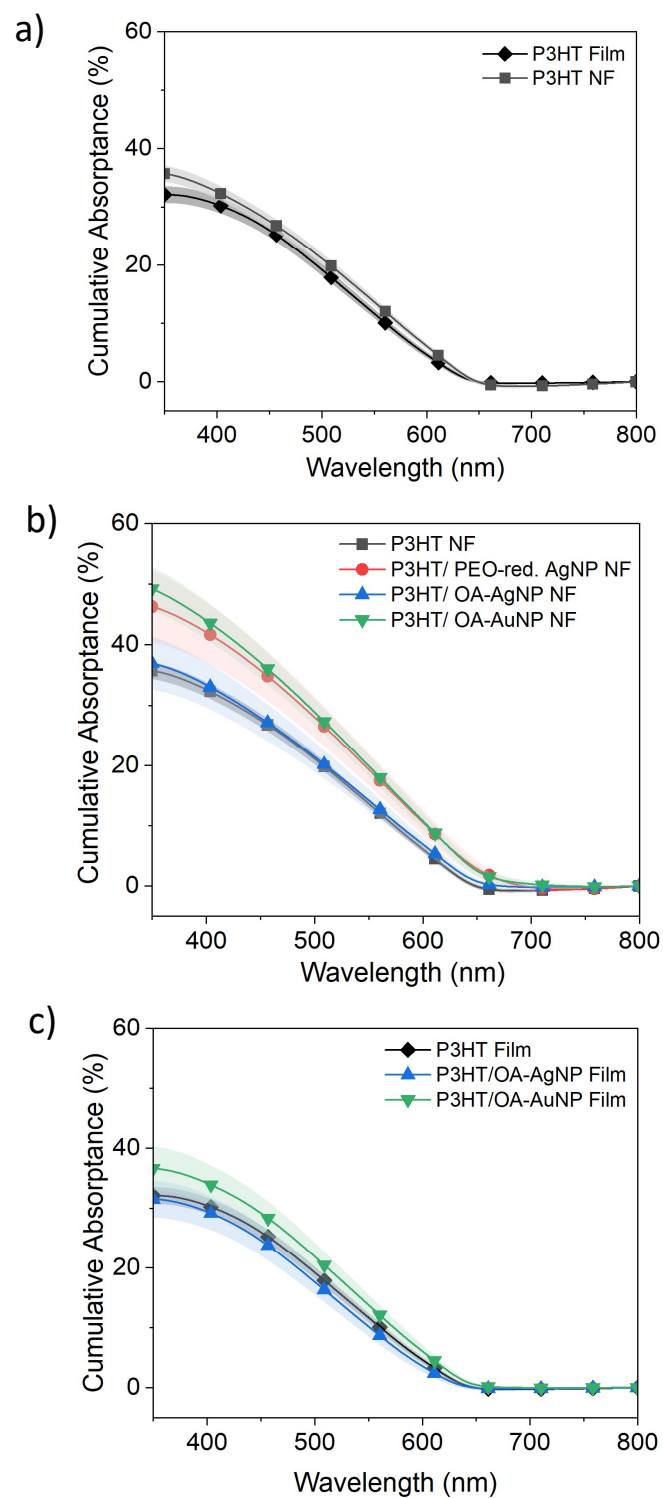 a)
60
40
20
0
Cumulative Absorptance (%)
P3HT Film
P3HT NF
400 500 600 700 800
Wavelength (nm)
b)
60
40
20
0
Cumulative Absorptance (%)
P3HT NF
P3HT/ PEO-red. AgNP NF
P3HT/ OA-AgNP NF
P3HT/ OA-AuNP NF
400 500 600 700 800
Wavelength (nm)
c)
60
40
20
0
Cumulative Absorptance (%)
P3HT Film
P3HT/OA-AgNP Film
P3HT/OA-AuNP Film
400 500 600 700 800
Wavelength (nm)